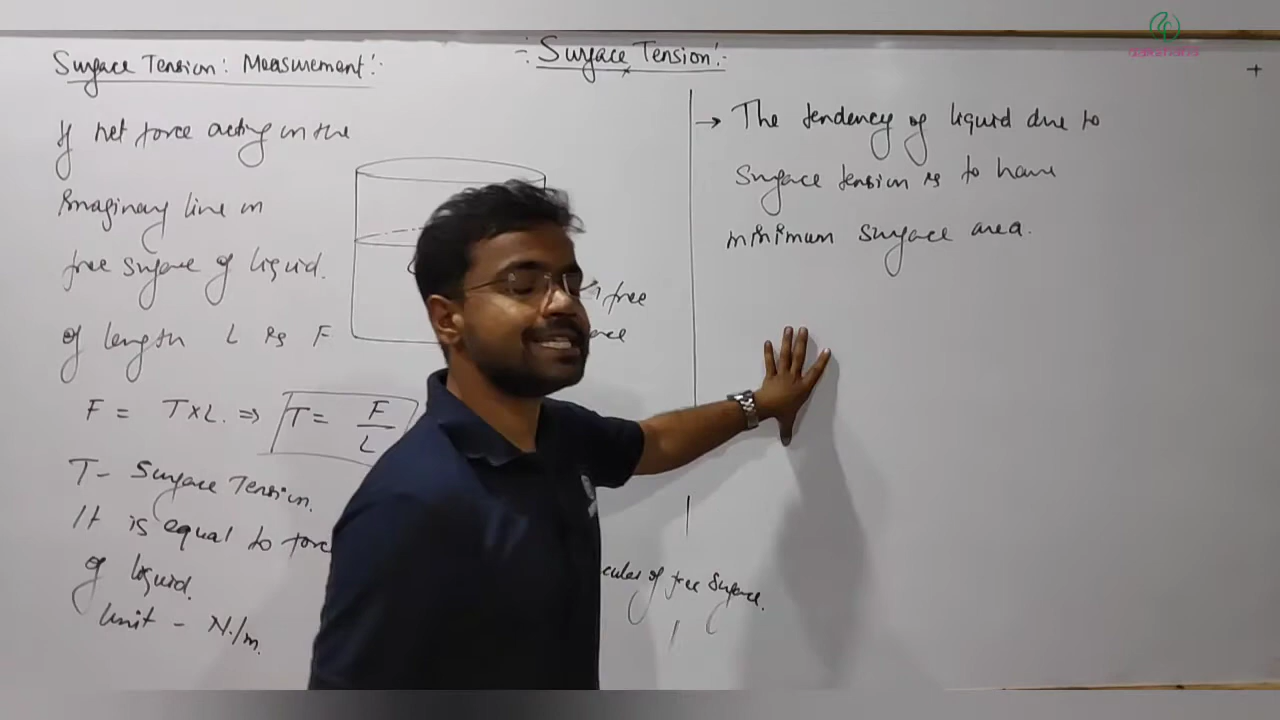 Surface Tension:
Surface Tension: Measurement:
If net force acting in the
imaginary line in
free surface of liquid.
of length L is F
F = T×L. ⇒ T = F/L
T - Surface Tension.
It is equal to forc
of liquid.
Unit - N/m.
free
ace
cules of free surface.
→ The tendency of liquid due to
surface tension is to have
minimum surface area.
+